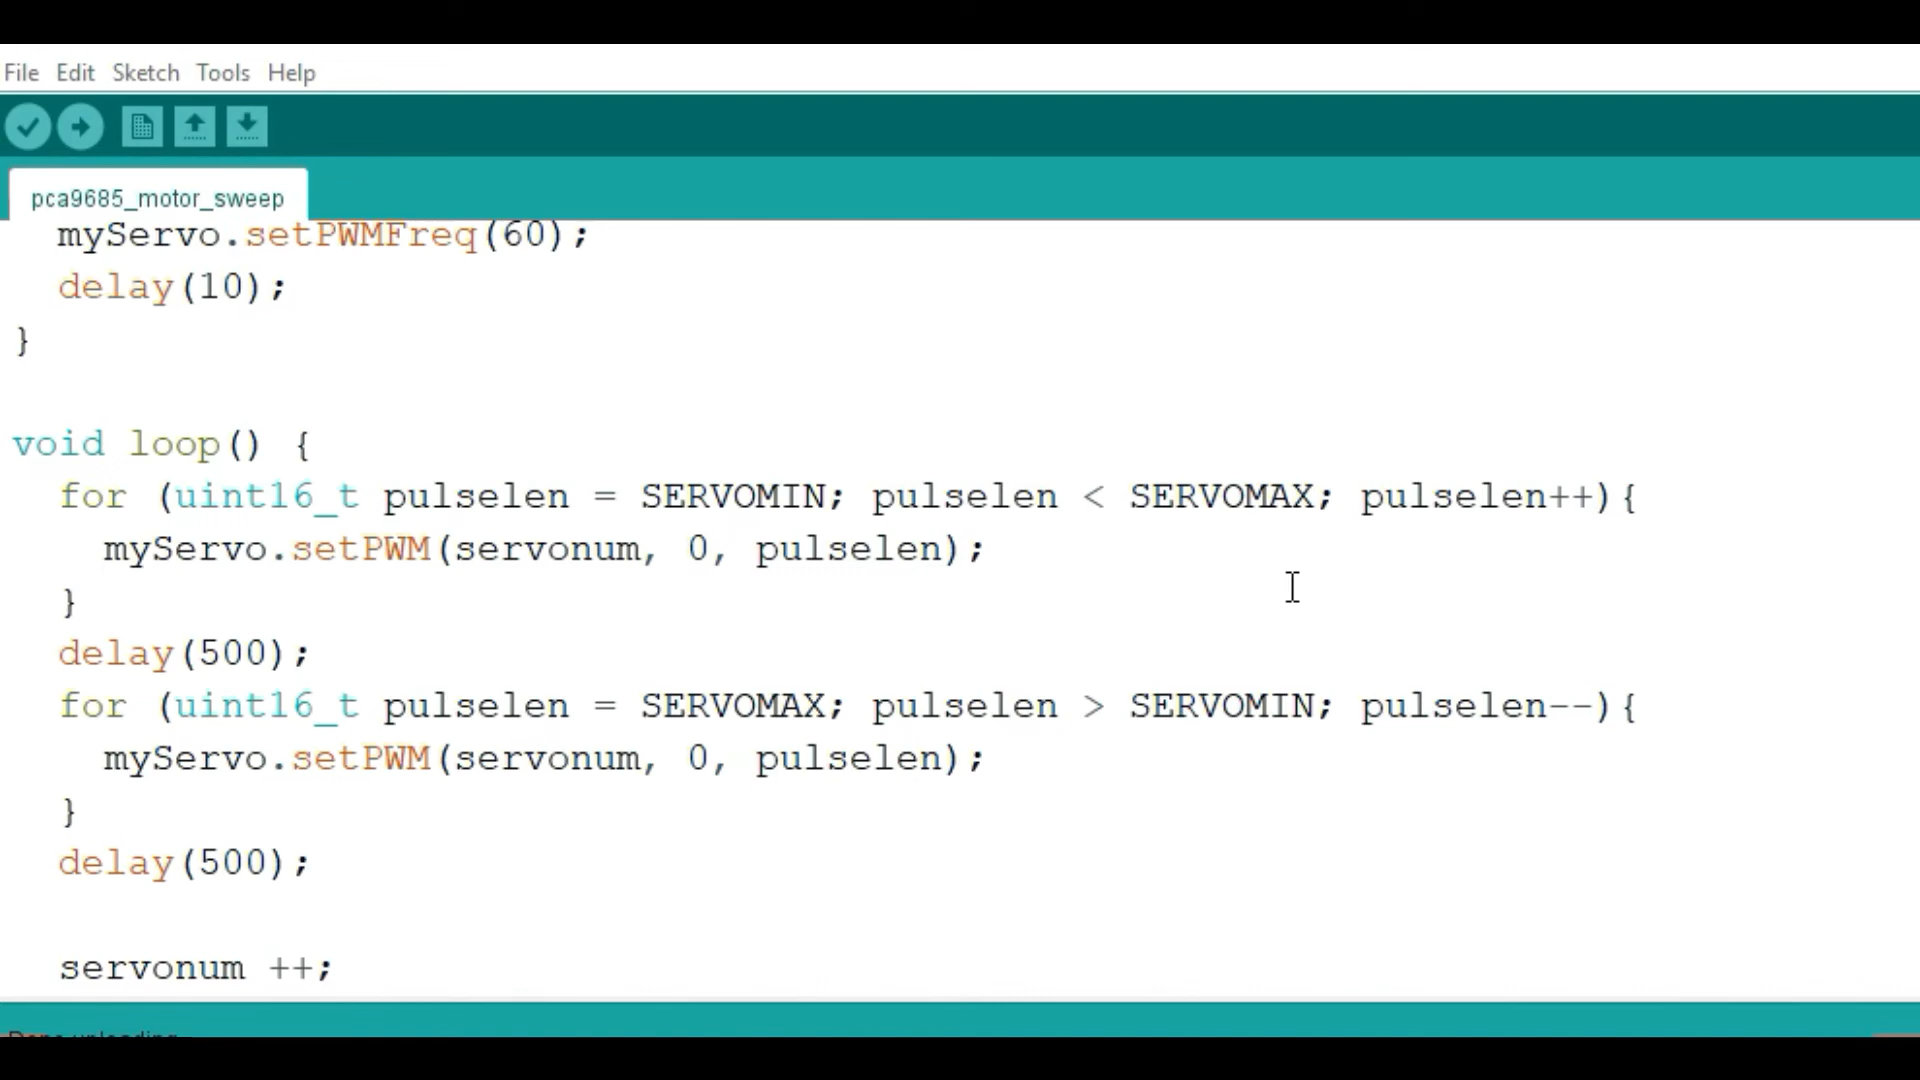 File Edit Sketch Tools Help
pca9685_motor_sweep
myServo.setPWMFreq(60);
delay(10);
}
void loop() {
for (uint16_t pulselen = SERVOMIN; pulselen < SERVOMAX; pulselen++){
myServo.setPWM(servonum, 0, pulselen);
}
delay(500);
for (uint16_t pulselen = SERVOMAX; pulselen > SERVOMIN; pulselen--){
myServo.setPWM(servonum, 0, pulselen);
}
delay(500);
servonum ++;
Done uploading.